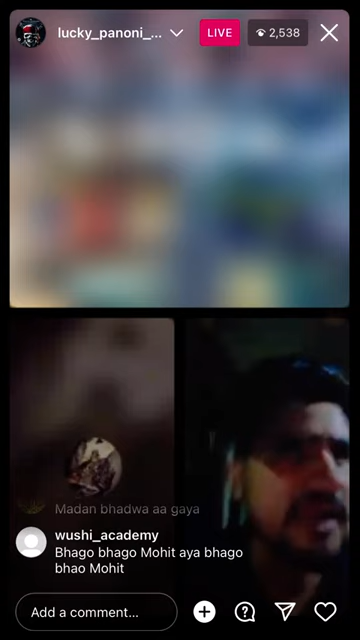 lucky_panoni_...
LIVE
2,538
Madan bhadwa aa gaya
wushi_academy
Bhago bhago Mohit aya bhago
bhao Mohit
Add a comment...